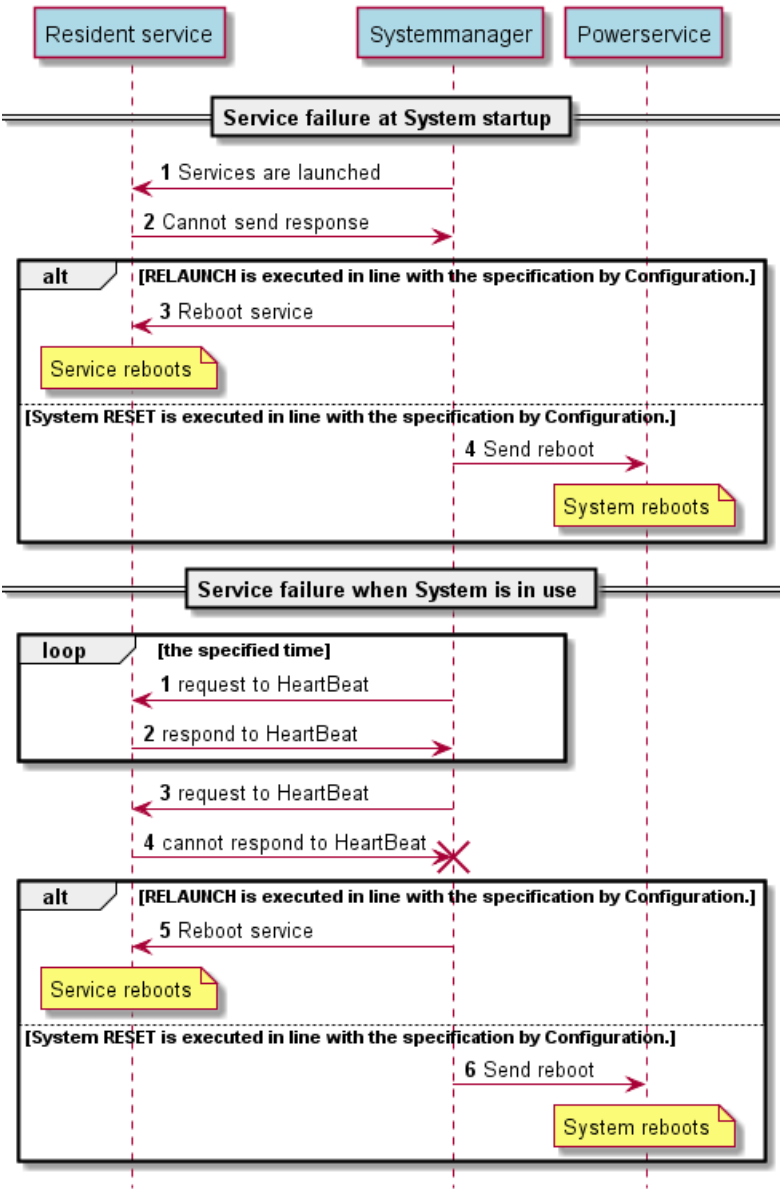 Resident service
Systemmanager
Powerservice
Service failure at System startup
1 Services are launched
2 Cannot send response
alt [RELAUNCH is executed in line with the specification by Configuration.]
3 Reboot service
Service reboots
[System RESET is executed in line with the specification by Configuration.]
4 Send reboot
System reboots
Service failure when System is in use
loop [the specified time]
1 request to HeartBeat
2 respond to HeartBeat
3 request to HeartBeat
4 cannot respond to HeartBeat
alt [RELAUNCH is executed in line with the specification by Configuration.]
5 Reboot service
Service reboots
[System RESET is executed in line with the specification by Configuration.]
6 Send reboot
System reboots